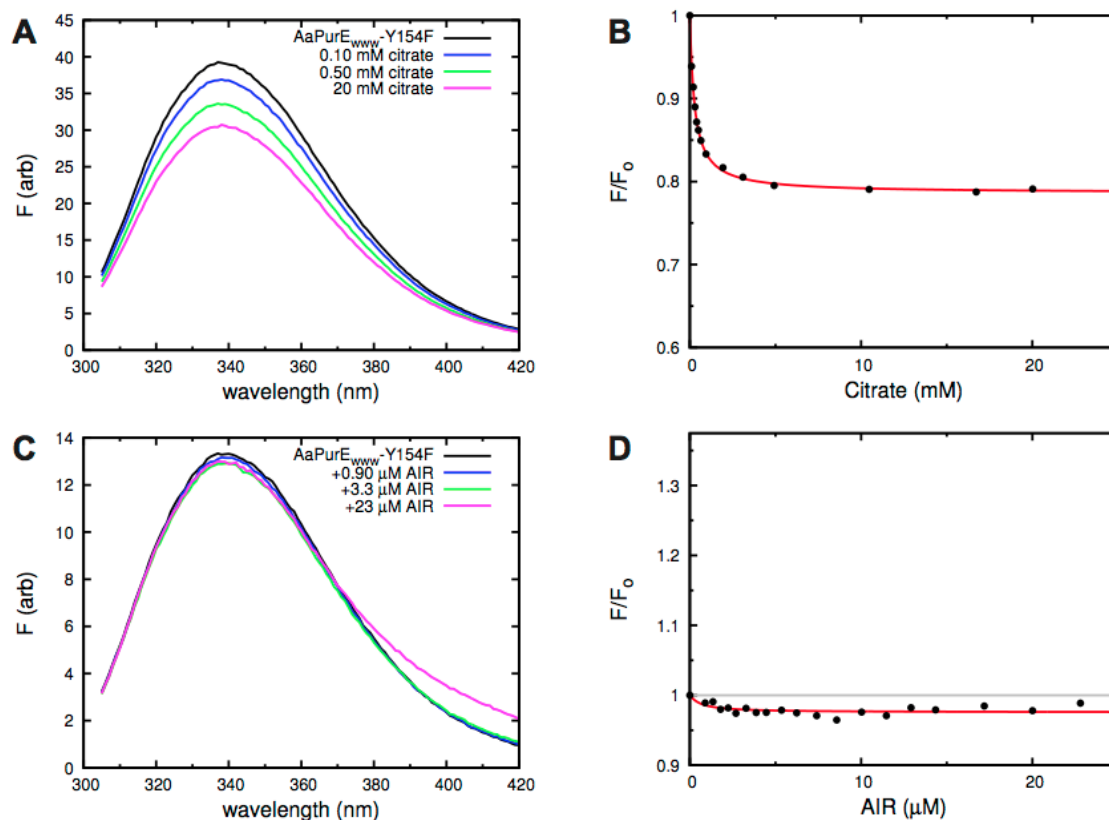 A
AaPurEwww-Y154F
0.10 mM citrate
0.50 mM citrate
20 mM citrate
F (arb)
45
40
35
30
25
20
15
10
5
0
300 320 340 360 380 400 420
wavelength (nm)
B
F/Fo
1
0.9
0.8
0.7
0.6
0 10 20
Citrate (mM)
C
AaPurEwww-Y154F
+0.90 μM AIR
+3.3 μM AIR
+23 μM AIR
F (arb)
14
12
10
8
6
4
2
0
300 320 340 360 380 400 420
wavelength (nm)
D
F/Fo
1.3
1.2
1.1
1
0.9
0 10 20
AIR (μM)